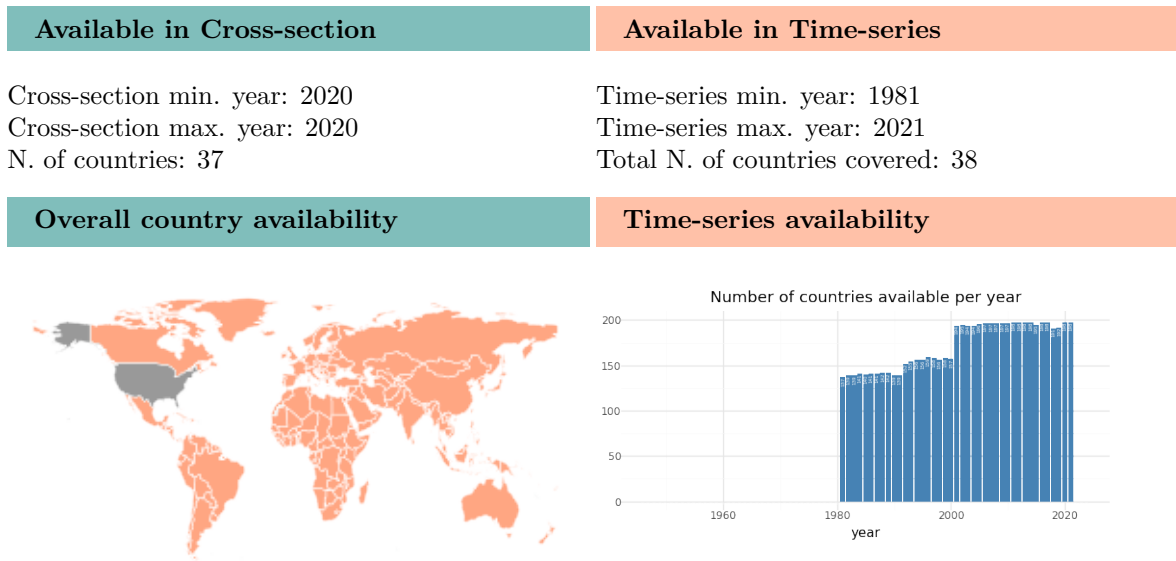 Available in Cross-section
Available in Time-series
Cross-section min. year: 2020
Cross-section max. year: 2020
N. of countries: 37
Time-series min. year: 1981
Time-series max. year: 2021
Total N. of countries covered: 38
Overall country availability
Time-series availability
Number of countries available per year
200
150
100
50
0
1960
1980
2000
2020
year